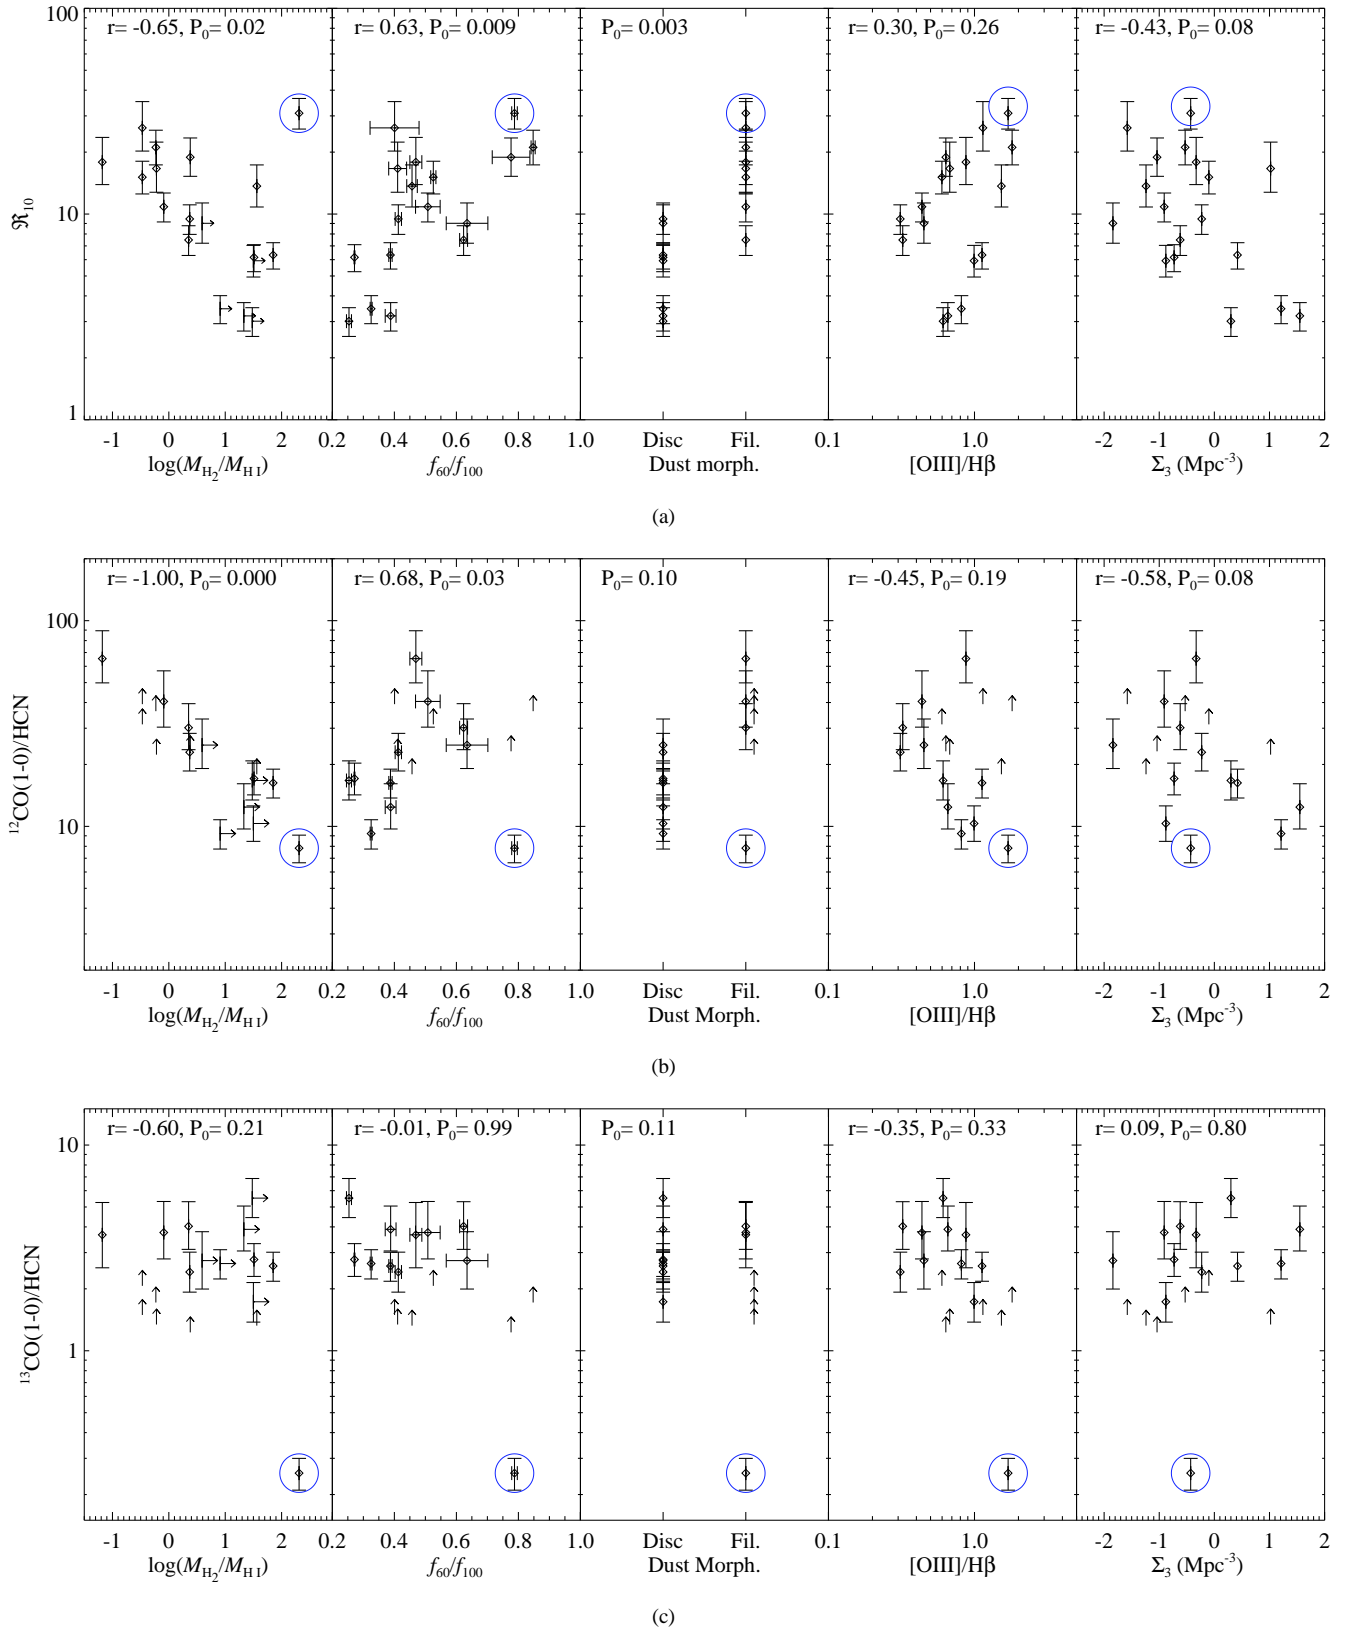 r= -0.65, P₀= 0.02
r= 0.63, P₀= 0.009
P₀= 0.003
r= 0.30, P₀= 0.26
r= -0.43, P₀= 0.08
100
10
1
ℜ₁₀
-1 0 1 2
0.2 0.4 0.6 0.8 1.0
Disc Fil.
0.1 1.0
-2 -1 0 1 2
log(M_H₂/M_H I)
f₆₀/f₁₀₀
Dust morph.
[OIII]/Hβ
Σ₃ (Mpc⁻³)
(a)
r= -1.00, P₀= 0.000
r= 0.68, P₀= 0.03
P₀= 0.10
r= -0.45, P₀= 0.19
r= -0.58, P₀= 0.08
100
10
¹²CO(1-0)/HCN
-1 0 1 2
0.2 0.4 0.6 0.8 1.0
Disc Fil.
0.1 1.0
-2 -1 0 1 2
log(M_H₂/M_H I)
f₆₀/f₁₀₀
Dust Morph.
[OIII]/Hβ
Σ₃ (Mpc⁻³)
(b)
r= -0.60, P₀= 0.21
r= -0.01, P₀= 0.99
P₀= 0.11
r= -0.35, P₀= 0.33
r= 0.09, P₀= 0.80
10
1
¹³CO(1-0)/HCN
-1 0 1 2
0.2 0.4 0.6 0.8 1.0
Disc Fil.
0.1 1.0
-2 -1 0 1 2
log(M_H₂/M_H I)
f₆₀/f₁₀₀
Dust Morph.
[OIII]/Hβ
Σ₃ (Mpc⁻³)
(c)